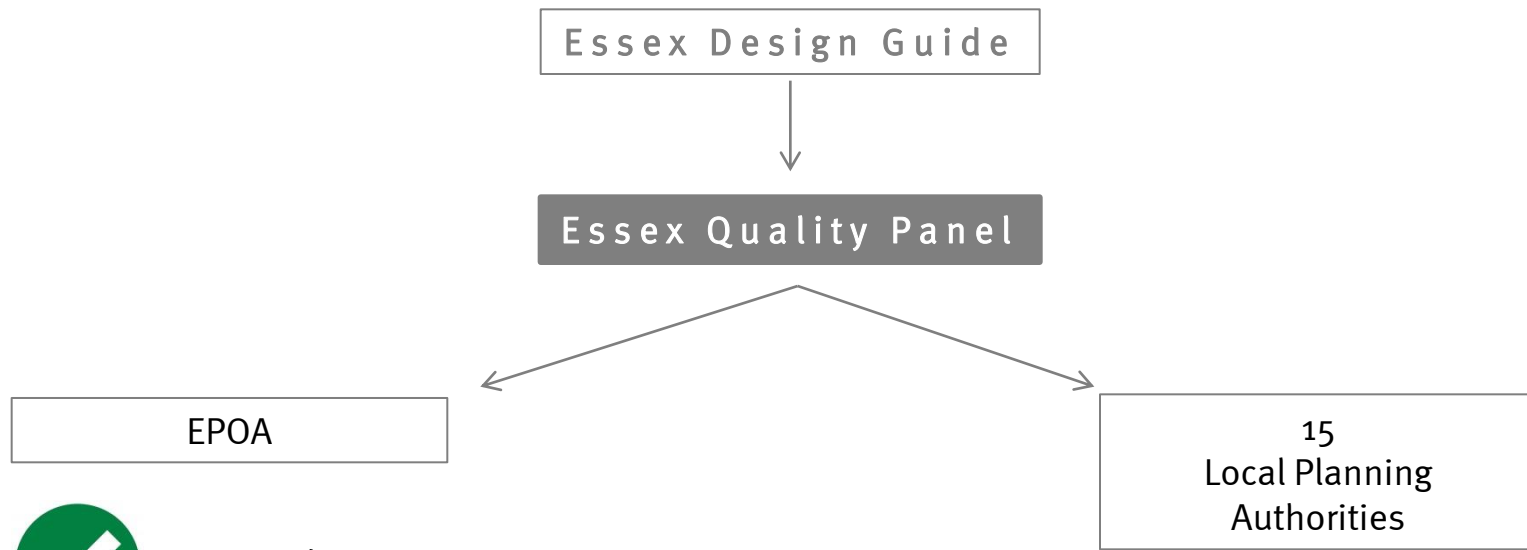 Essex Design Guide
Essex Quality Panel
EPOA
15
Local Planning
Authorities